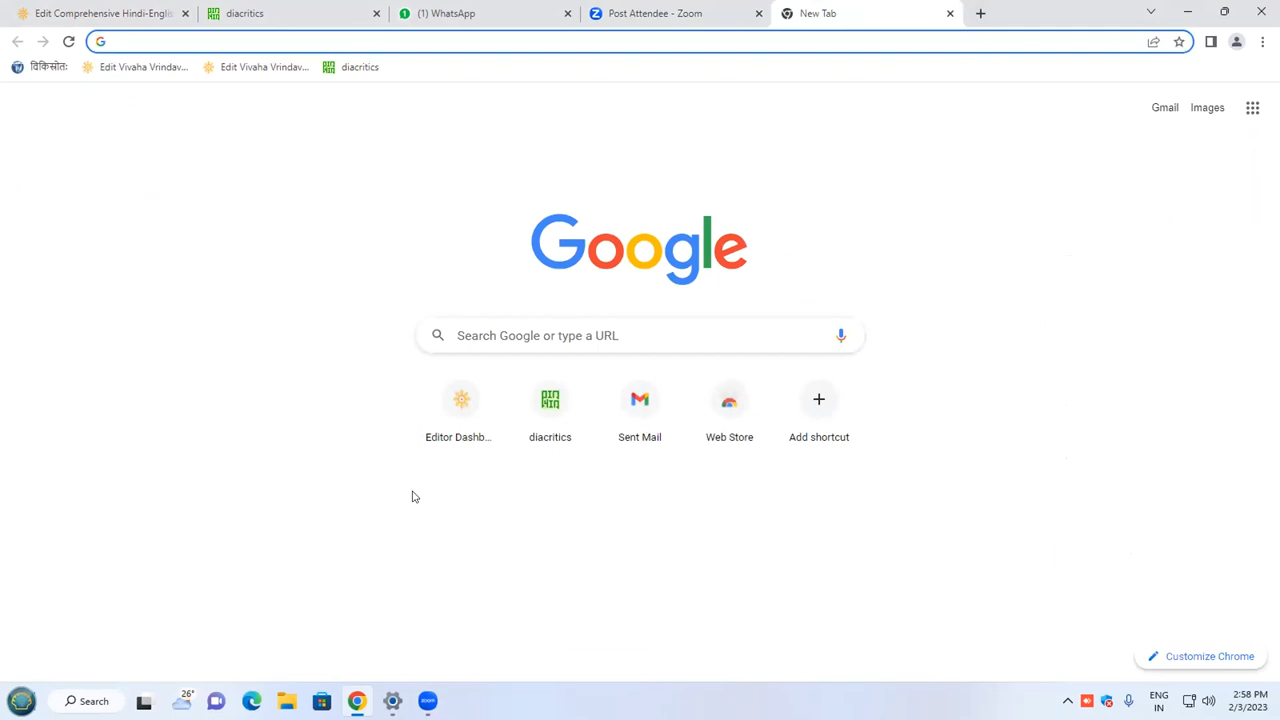 Edit Comprehensive Hindi-Englis
diacritics
(1) WhatsApp
Post Attendee - Zoom
New Tab
विकिस्रोतः
Edit Vivaha Vrindav...
Edit Vivaha Vrindav...
diacritics
Gmail
Images
Google
Search Google or type a URL
Editor Dashb...
diacritics
Sent Mail
Web Store
Add shortcut
Customize Chrome
Search
26°
zoom
ENG
IN
2:58 PM
2/3/2023